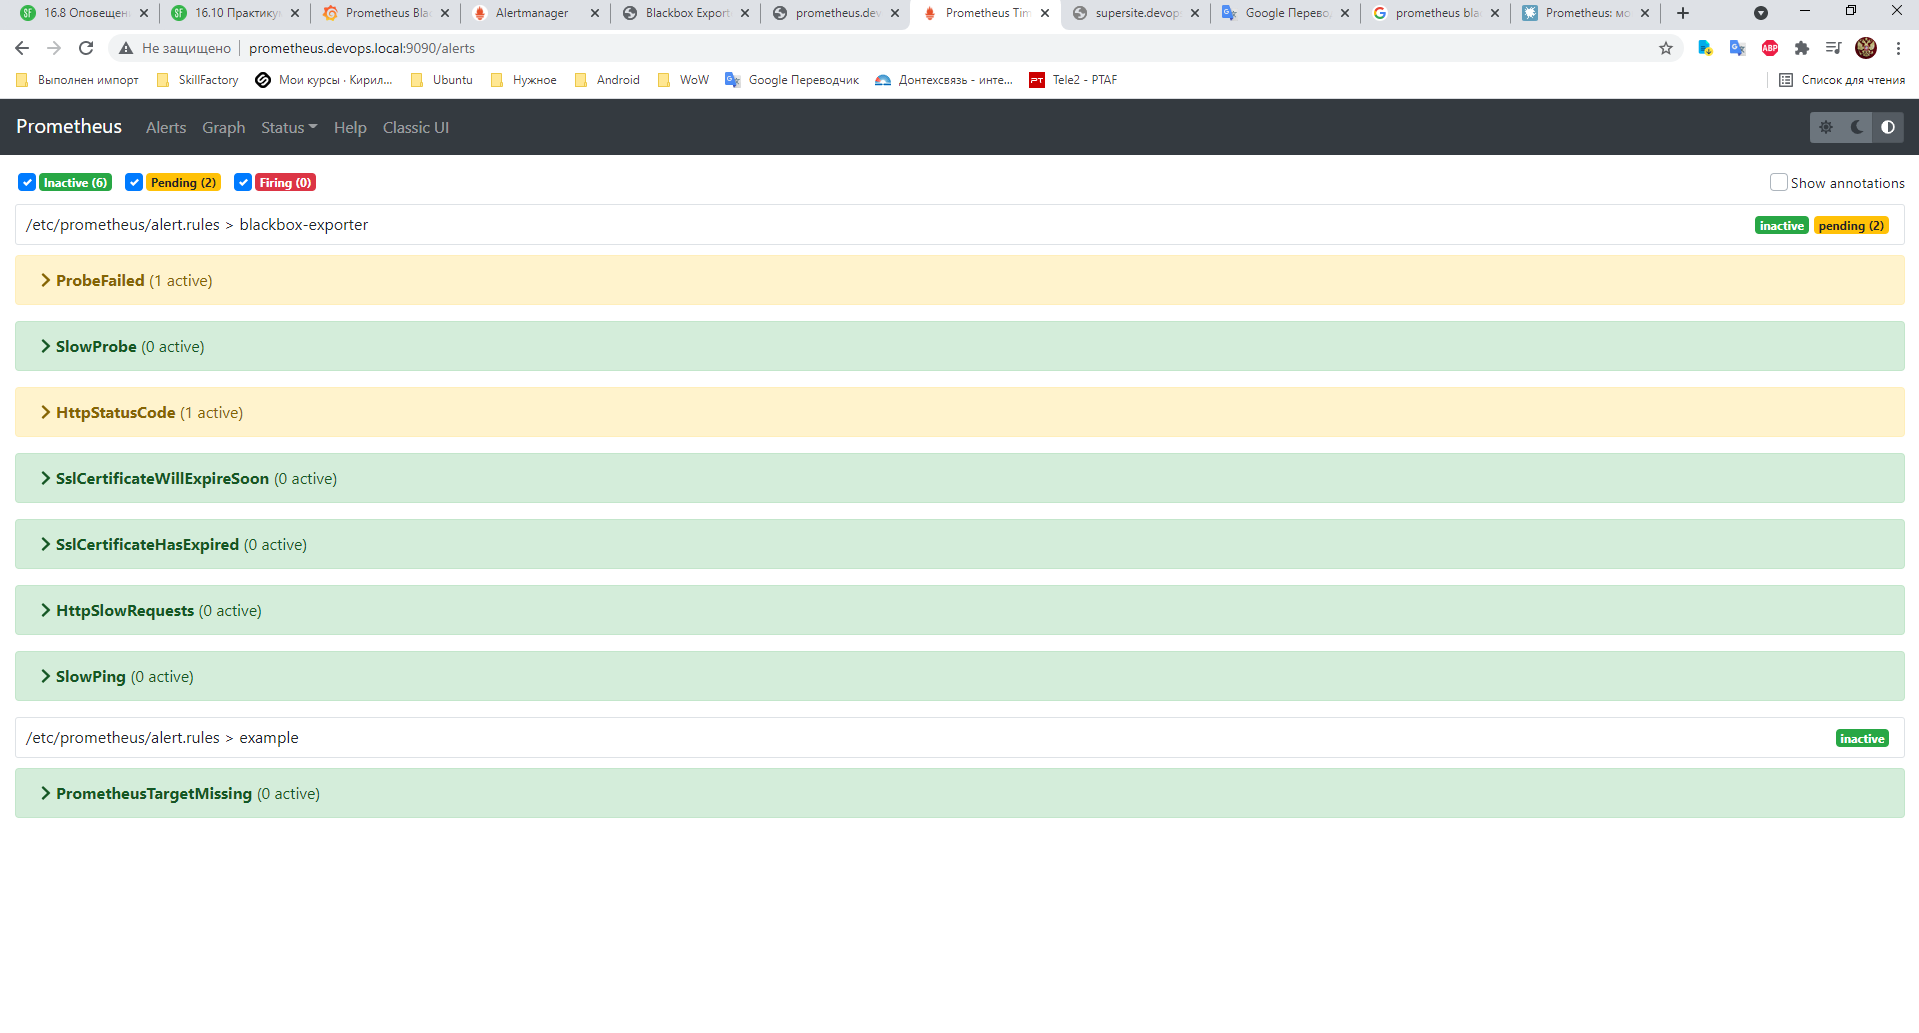 16.8 Оповещен
16.10 Практику
Prometheus Bla
Alertmanager
Blackbox Export
prometheus.dev
Prometheus Tim
supersite.devop
Google Перево
prometheus bla
Prometheus: мо
Не защищено
prometheus.devops.local:9090/alerts
ABP
Выполнен импорт
SkillFactory
Мои курсы · Кирил...
Ubuntu
Нужное
Android
WoW
Google Переводчик
Донтехсвязь - инте...
PT
Tele2 - PTAF
Список для чтения
Prometheus
Alerts
Graph
Status
Help
Classic UI
Inactive (6)
Pending (2)
Firing (0)
Show annotations
/etc/prometheus/alert.rules > blackbox-exporter
inactive
pending (2)
ProbeFailed (1 active)
SlowProbe (0 active)
HttpStatusCode (1 active)
SslCertificateWillExpireSoon (0 active)
SslCertificateHasExpired (0 active)
HttpSlowRequests (0 active)
SlowPing (0 active)
/etc/prometheus/alert.rules > example
inactive
PrometheusTargetMissing (0 active)